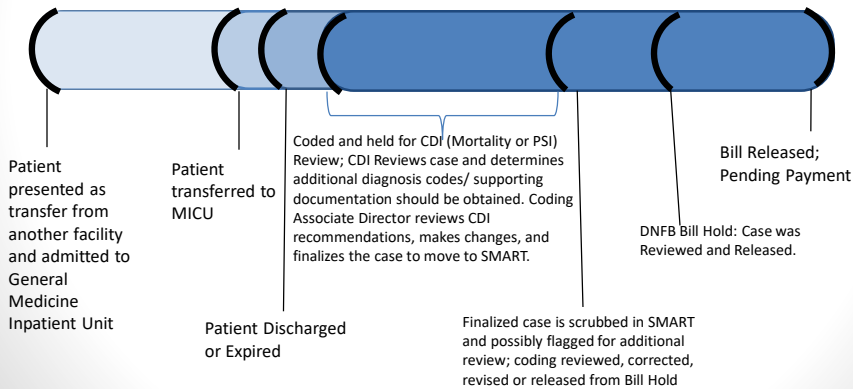 Patient
presented as
transfer from
another facility
and admitted to
General
Medicine
Inpatient Unit
Patient
transferred to
MICU
Patient Discharged
or Expired
Coded and held for CDI (Mortality or PSI)
Review; CDI Reviews case and determines
additional diagnosis codes/ supporting
documentation should be obtained. Coding
Associate Director reviews CDI
recommendations, makes changes, and
finalizes the case to move to SMART.
Finalized case is scrubbed in SMART
and possibly flagged for additional
review; coding reviewed, corrected,
revised or released from Bill Hold
DNFB Bill Hold: Case was
Reviewed and Released.
Bill Released;
Pending Payment